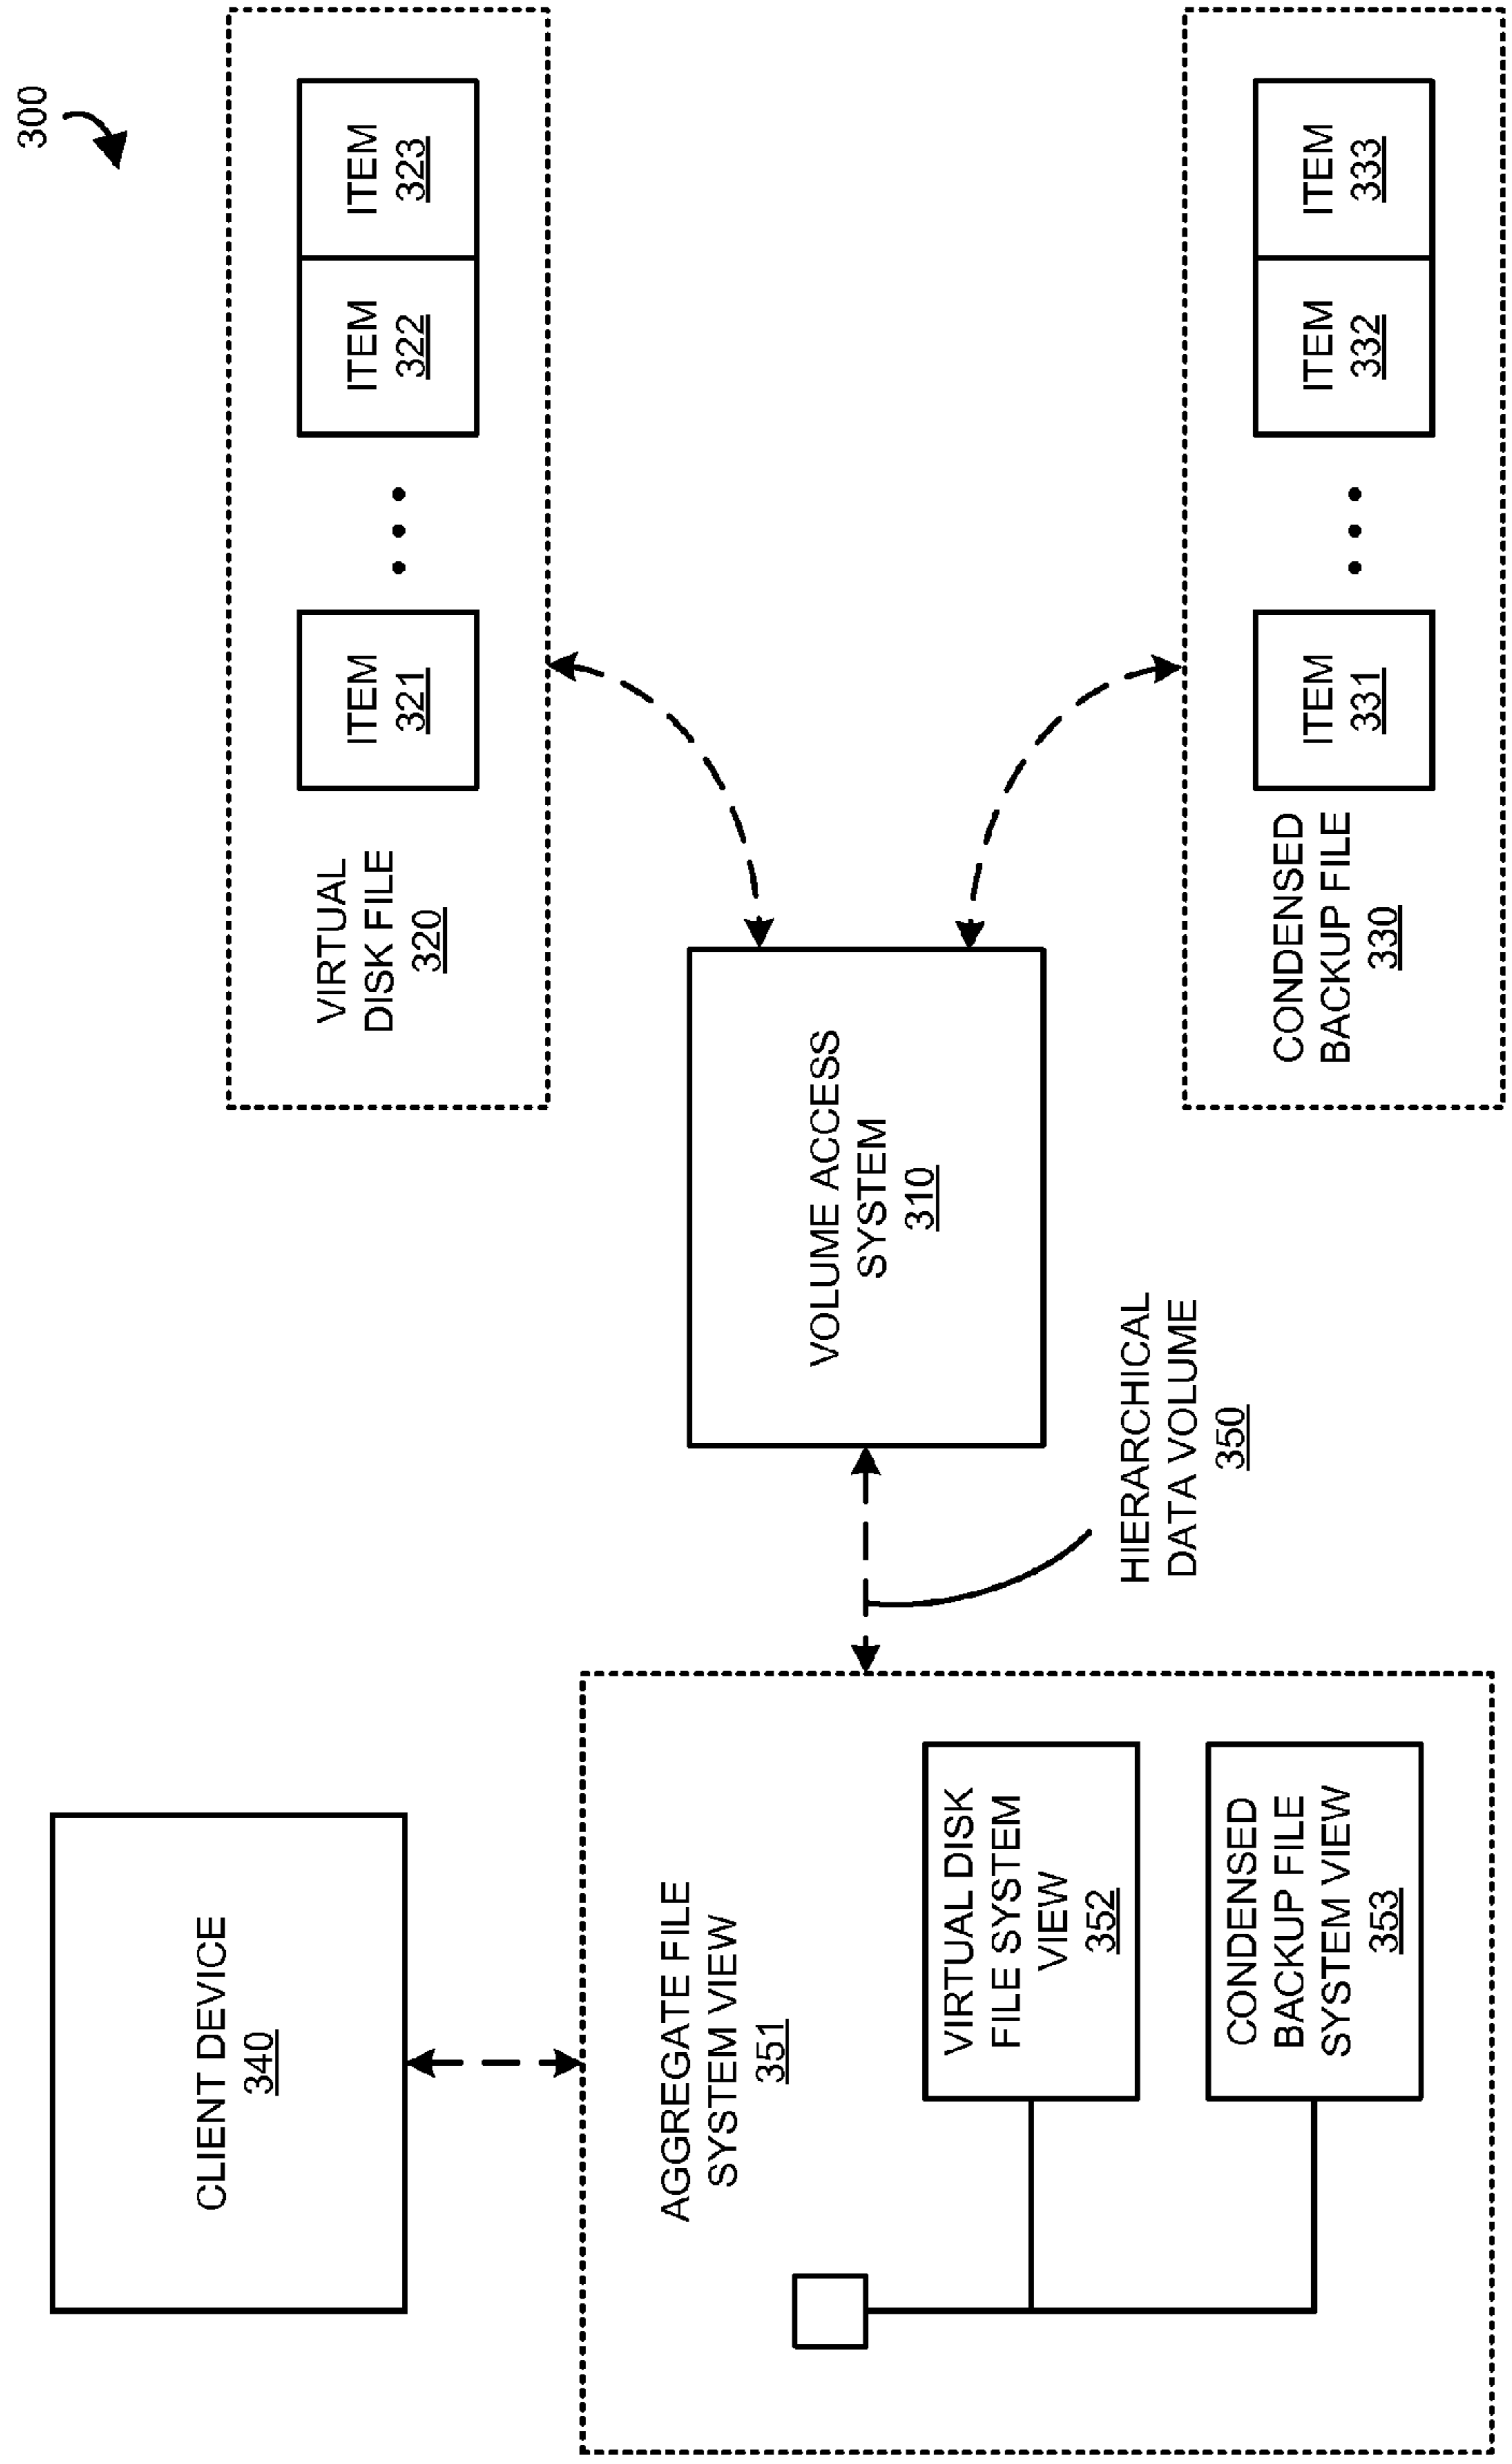 300
CLIENT DEVICE
340
AGGREGATE FILE
SYSTEM VIEW
351
VIRTUAL DISK
FILE SYSTEM
VIEW
352
CONDENSED
BACKUP FILE
SYSTEM VIEW
353
HIERARCHICAL
DATA VOLUME
350
VOLUME ACCESS
SYSTEM
310
VIRTUAL
DISK FILE
320
ITEM
321
ITEM
322
ITEM
323
CONDENSED
BACKUP FILE
330
ITEM
331
ITEM
332
ITEM
333